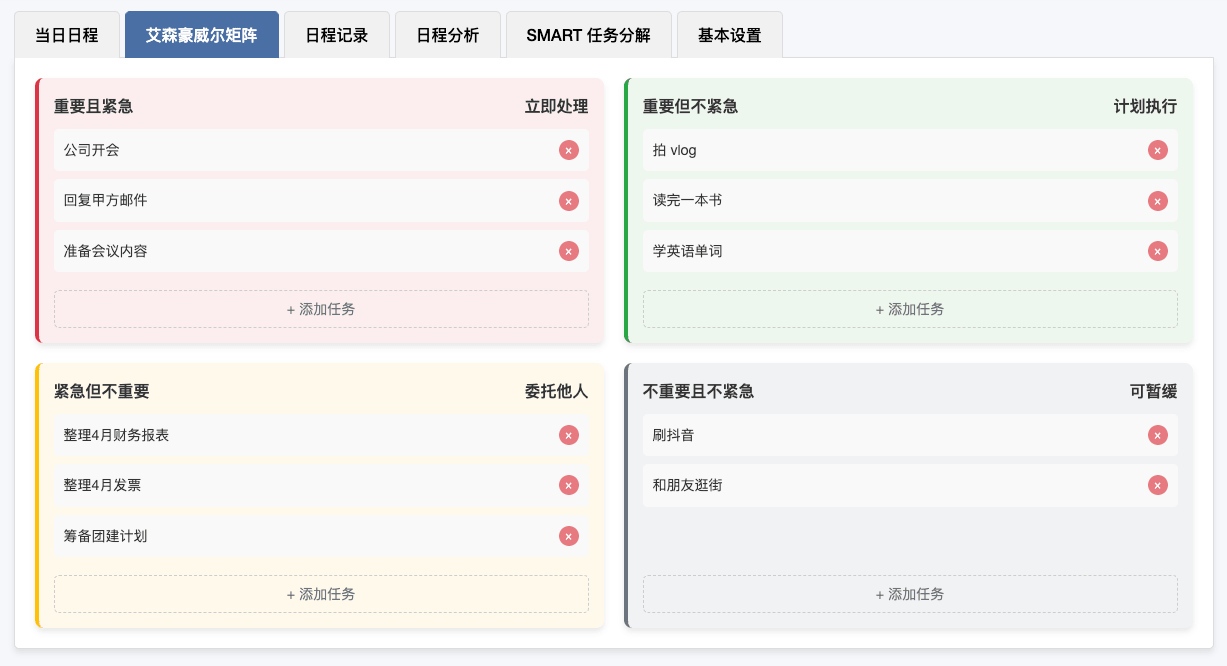 当日日程 艾森豪威尔矩阵 日程记录 日程分析 SMART 任务分解 基本设置
重要且紧急 立即处理
公司开会 ×
回复甲方邮件 ×
准备会议内容 ×
+ 添加任务
重要但不紧急 计划执行
拍 vlog ×
读完一本书 ×
学英语单词 ×
+ 添加任务
紧急但不重要 委托他人
整理4月财务报表 ×
整理4月发票 ×
筹备团建计划 ×
+ 添加任务
不重要且不紧急 可暂缓
刷抖音 ×
和朋友逛街 ×
+ 添加任务